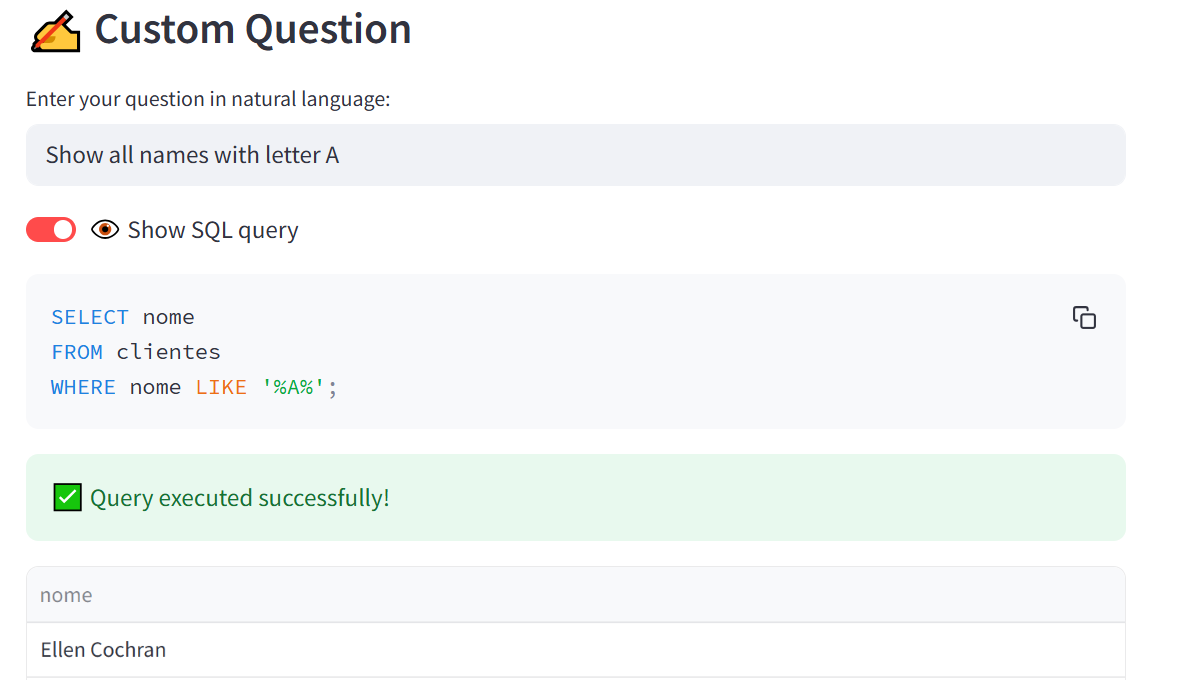 Custom Question
Enter your question in natural language:
Show all names with letter A
Show SQL query
SELECT nome
FROM clientes
WHERE nome LIKE '%A%';
Query executed successfully!
nome
Ellen Cochran